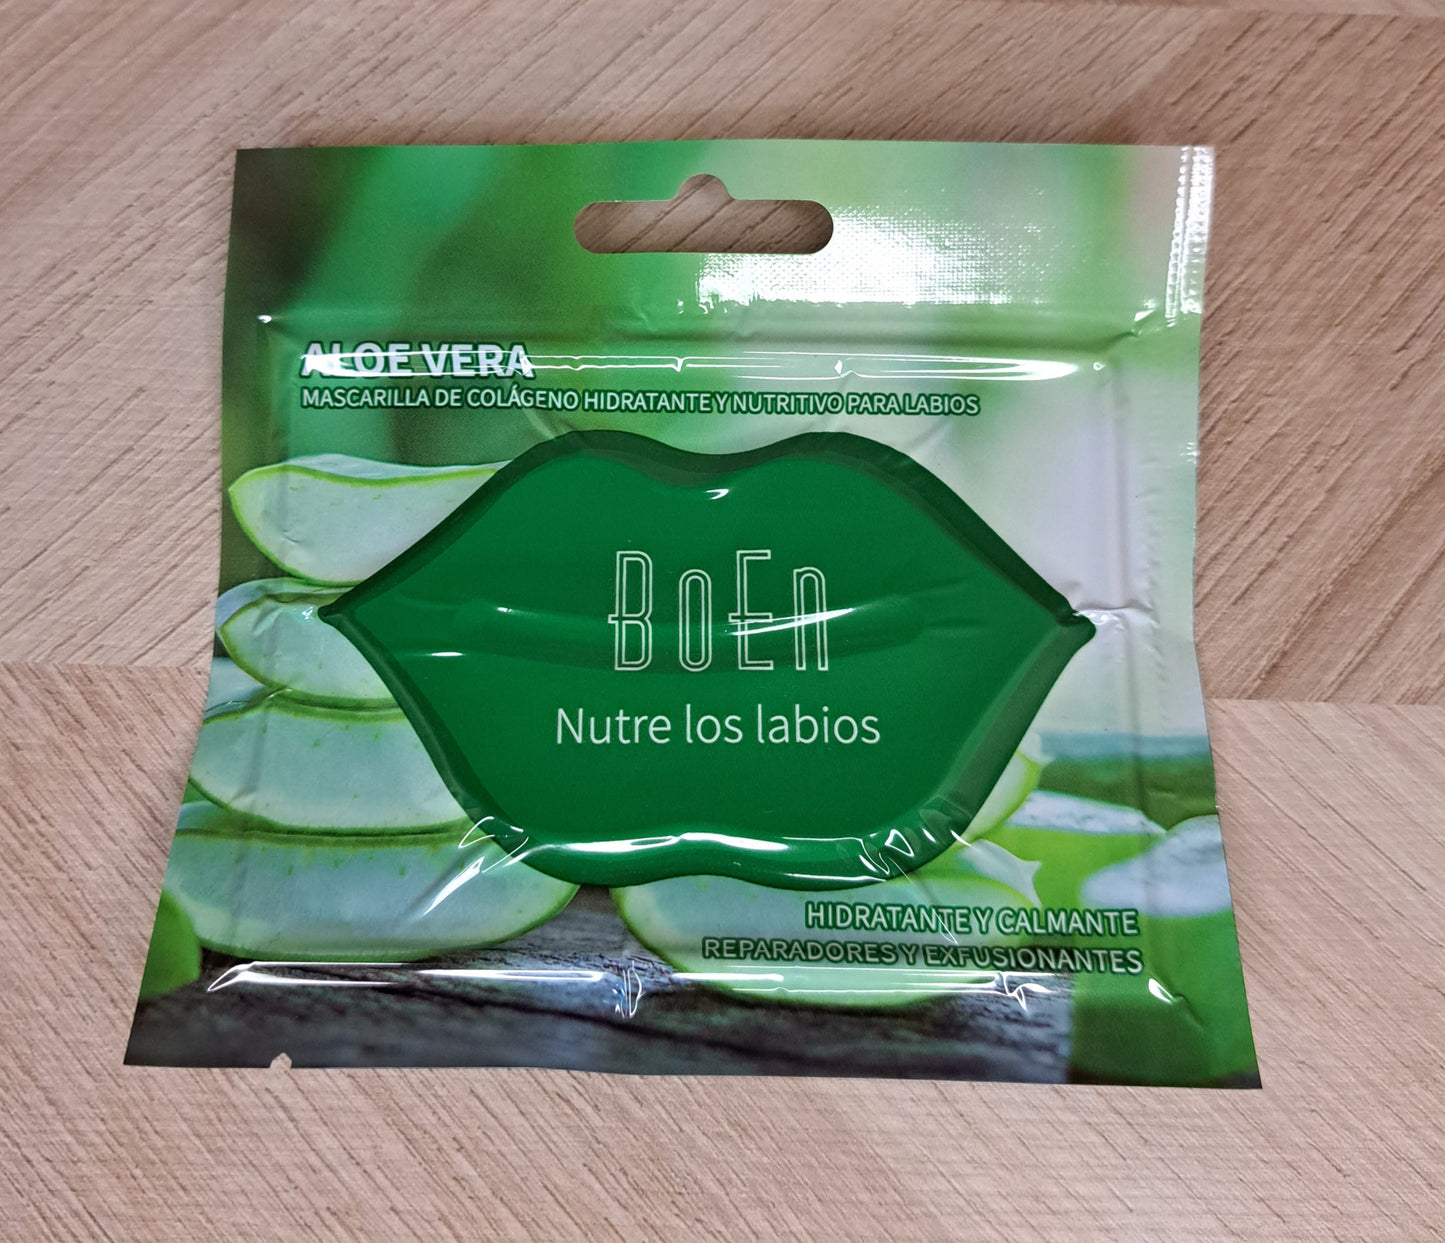 ALOE VERA
MASCARILLA DE COLÁGENO HIDRATANTE Y NUTRITIVO PARA LABIOS
BoEn
Nutre los labios
HIDRATANTE Y CALMANTE
REPARADORES Y EXFUSIONANTES